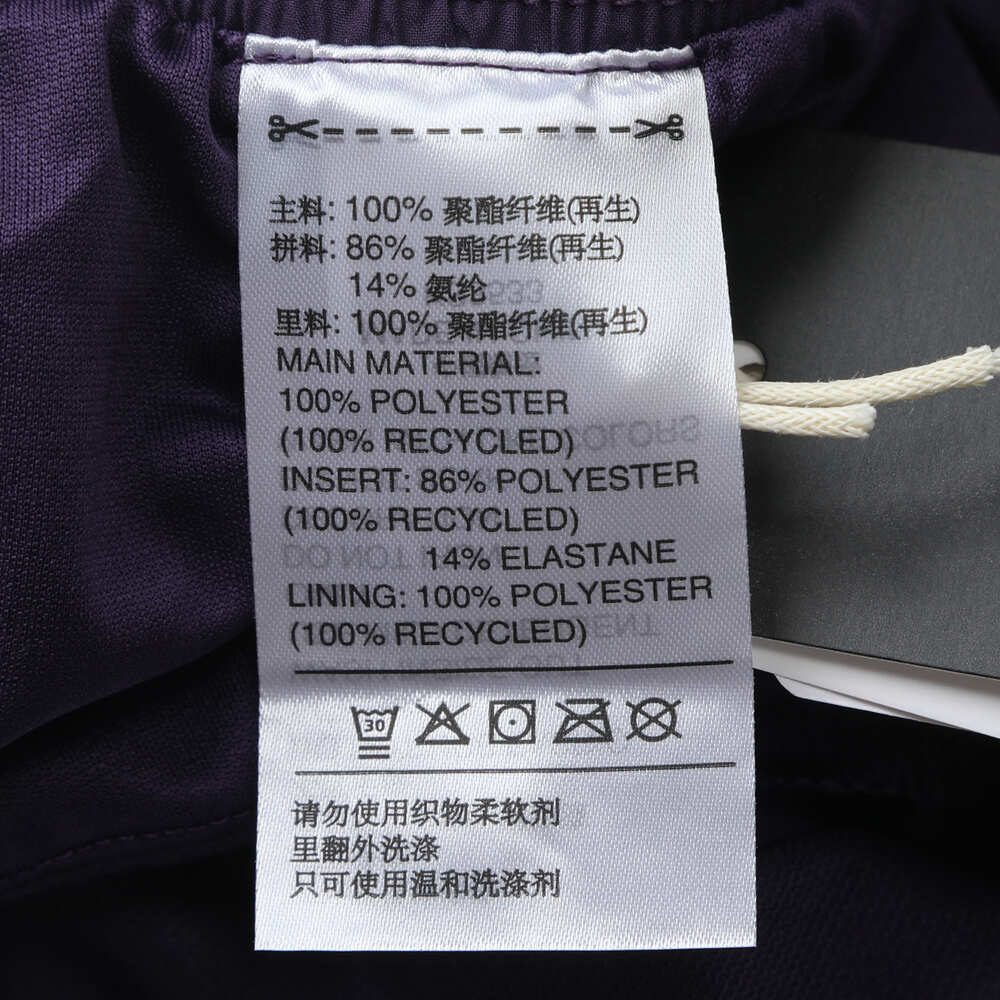 主料: 100% 聚酯纤维(再生)
拼料: 86% 聚酯纤维(再生)
14% 氨纶
里料: 100% 聚酯纤维(再生)
MAIN MATERIAL:
100% POLYESTER
(100% RECYCLED)
INSERT: 86% POLYESTER
(100% RECYCLED)
14% ELASTANE
LINING: 100% POLYESTER
(100% RECYCLED)
30
请勿使用织物柔软剂
里翻外洗涤
只可使用温和洗涤剂